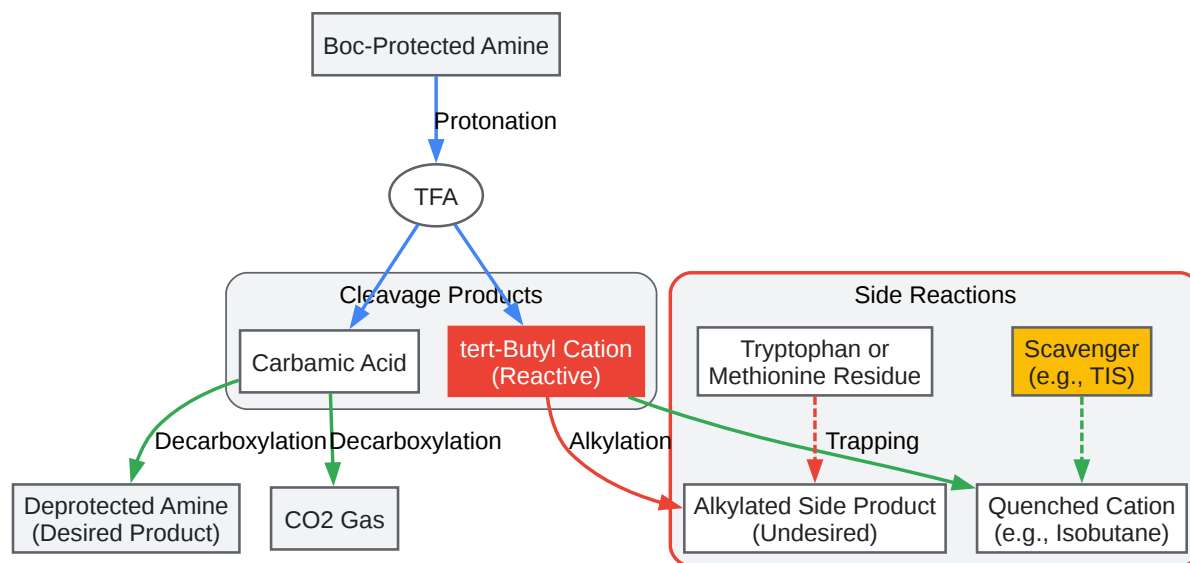 Boc-Protected Amine
Protonation
TFA
Cleavage Products
Side Reactions
Carbamic Acid
tert-Butyl Cation
(Reactive)
Tryptophan or
Methionine Residue
Scavenger
(e.g., TIS)
Decarboxylation
Decarboxylation
Alkylation
Trapping
Deprotected Amine
(Desired Product)
CO2 Gas
Alkylated Side Product
(Undesired)
Quenched Cation
(e.g., Isobutane)